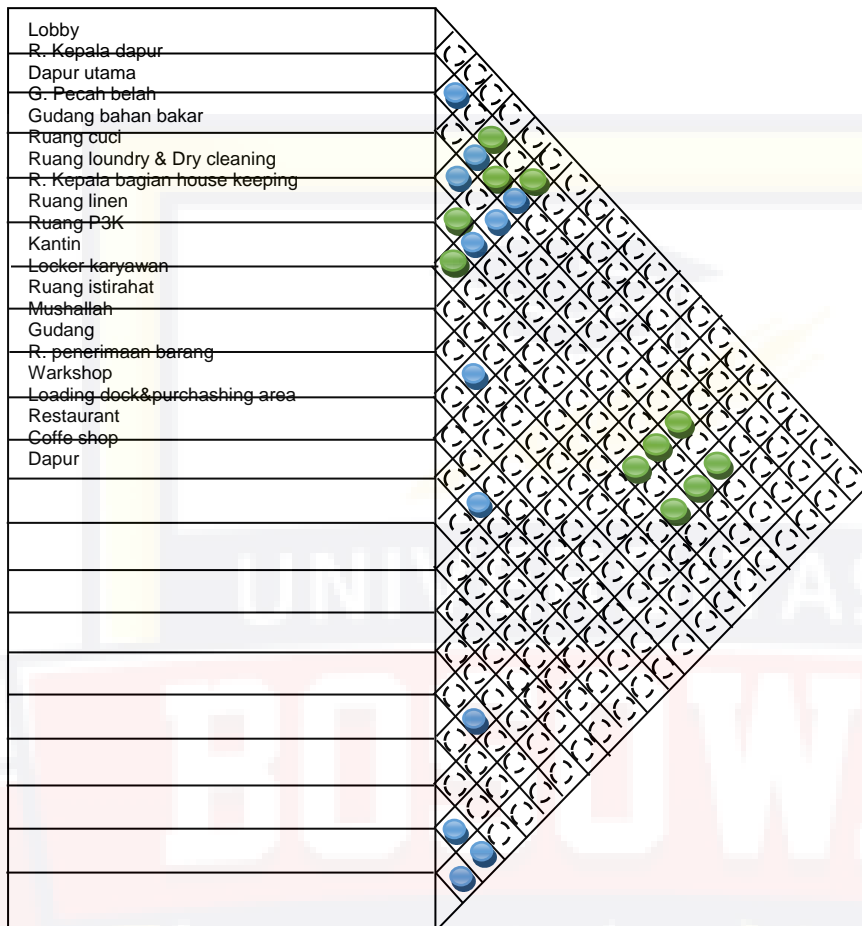 Lobby
R. Kepala dapur
Dapur utama
G. Pecah belah
Gudang bahan bakar
Ruang cuci
Ruang loundry & Dry cleaning
R. Kepala bagian house keeping
Ruang linen
Ruang P3K
Kantin
Locker karyawan
Ruang istirahat
Mushallah
Gudang
R. penerimaan barang
Warkshop
Loading dock&purchashing area
Restaurant
Coffe shop
Dapur